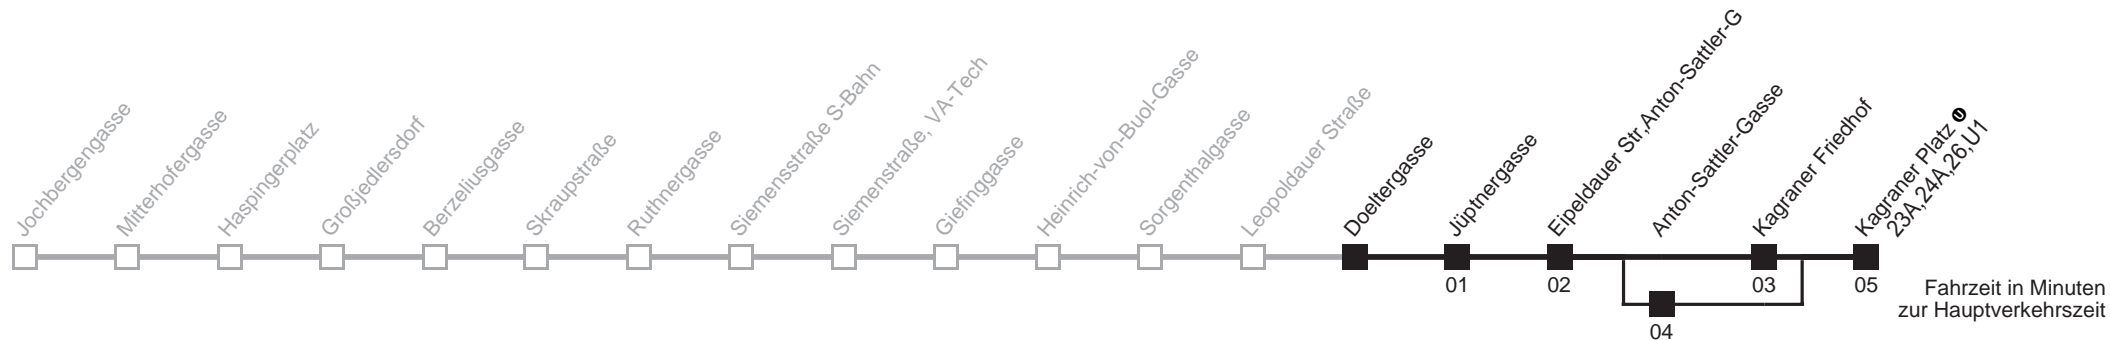 Jochbergengasse
Mitterhofergasse
Haspingerplatz
Großjedlersdorf
Berzeliusgasse
Skraupstraße
Ruthnergasse
Siemensstraße S-Bahn
Siemenstraße, VA-Tech
Giefinggasse
Heinrich-von-Buol-Gasse
Sorgenthalgasse
Leopoldauer Straße
Doeltergasse
Jüptnergasse
Eipeldauer Str,Anton-Sattler-G
Anton-Sattler-Gasse
Kagraner Friedhof
Kagraner Platz U
23A,24A,26,U1
01
02
03
05
04
Fahrzeit in Minuten
zur Hauptverkehrszeit